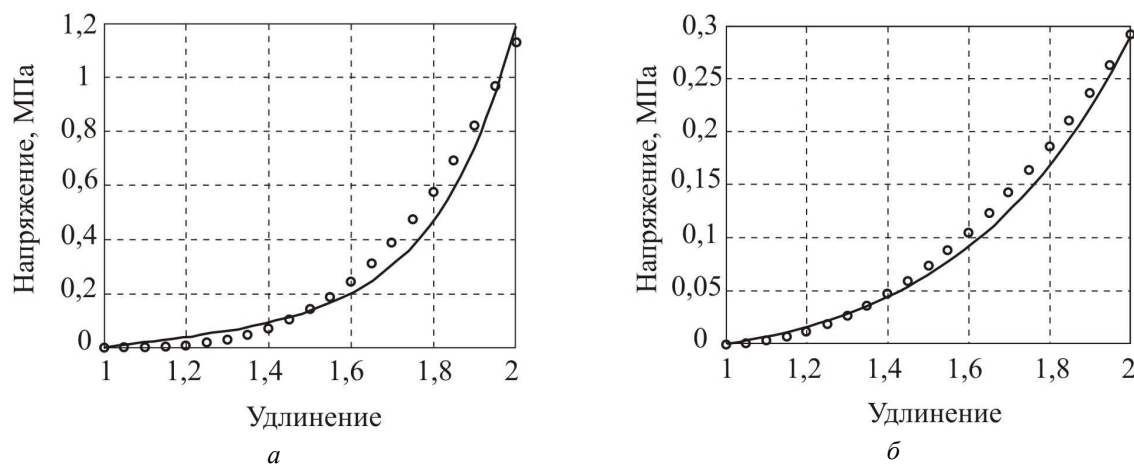 1,2
1
0,8
0,6
0,4
0,2
0
Напряжение, МПа
1 1,2 1,4 1,6 1,8 2
Удлинение
а
0,3
0,25
0,2
0,15
0,1
0,05
0
Напряжение, МПа
1 1,2 1,4 1,6 1,8 2
Удлинение
б